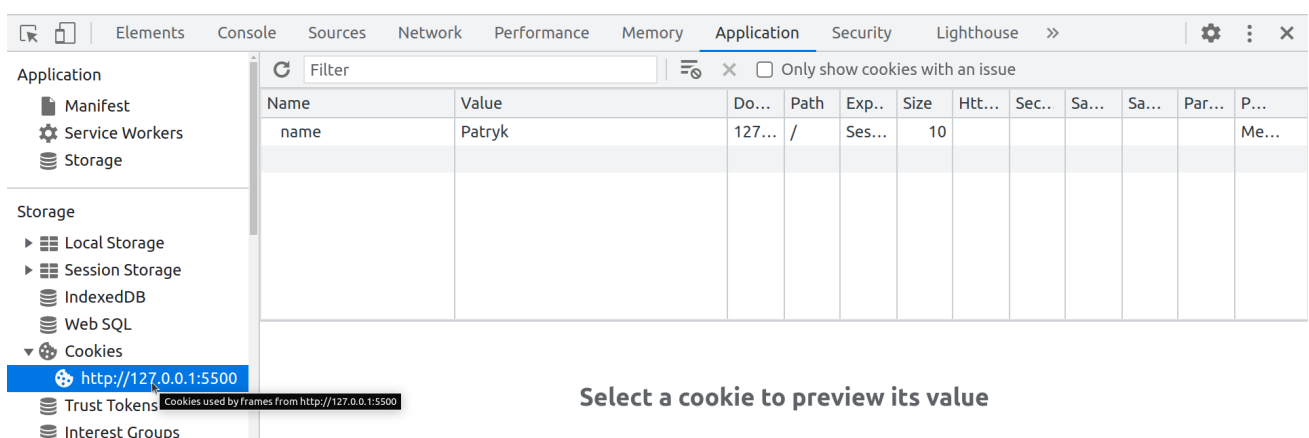 Elements Console Sources Network Performance Memory Application Security Lighthouse »
Application
Manifest
Service Workers
Storage
Storage
Local Storage
Session Storage
IndexedDB
Web SQL
Cookies
http://127.0.0.1:5500
Cookies used by frames from http://127.0.0.1:5500
Trust Tokens
Interest Groups
Filter
Only show cookies with an issue
Name Value Do... Path Exp... Size Htt... Sec... Sa... Sa... Par... P...
name Patryk 127... / Ses... 10 Me...
Select a cookie to preview its value